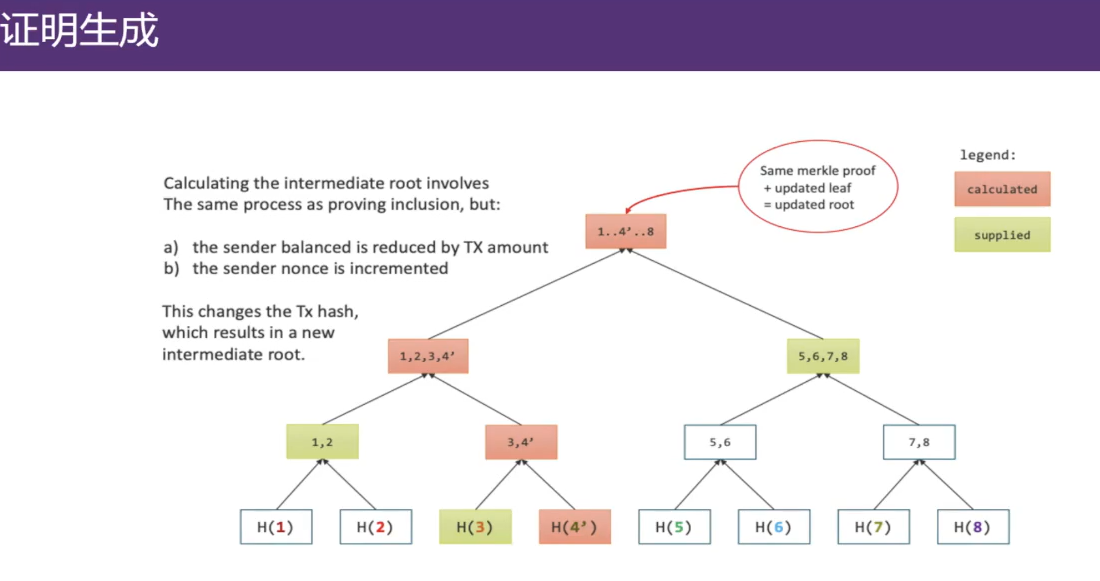 证明生成
Calculating the intermediate root involves
The same process as proving inclusion, but:
a) the sender balanced is reduced by TX amount
b) the sender nonce is incremented
This changes the Tx hash,
which results in a new
intermediate root.
Same merkle proof
+ updated leaf
= updated root
legend:
calculated
supplied
1..4’..8
1,2,3,4’
5,6,7,8
1,2
3,4’
5,6
7,8
H(1)
H(2)
H(3)
H(4’)
H(5)
H(6)
H(7)
H(8)